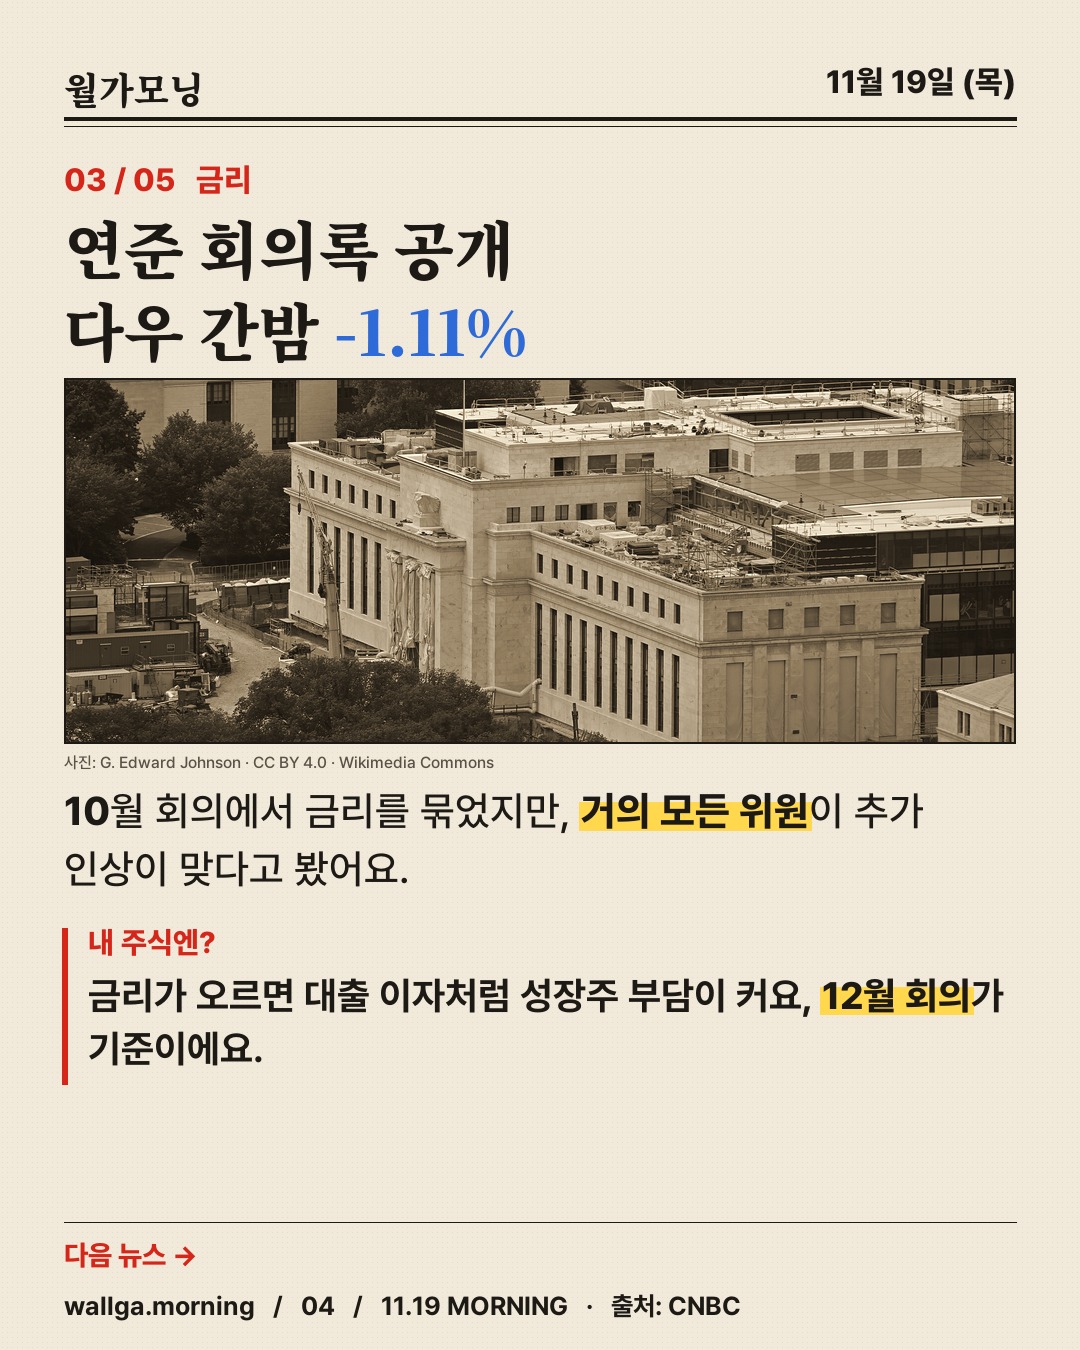 월가모닝
11월 19일 (목)
03 / 05 금리
연준 회의록 공개
다우 간밤 -1.11%
사진: G. Edward Johnson · CC BY 4.0 · Wikimedia Commons
10월 회의에서 금리를 묶었지만, 거의 모든 위원이 추가
인상이 맞다고 봤어요.
내 주식엔?
금리가 오르면 대출 이자처럼 성장주 부담이 커요, 12월 회의가
기준이에요.
다음 뉴스 →
wallga.morning / 04 / 11.19 MORNING · 출처: CNBC